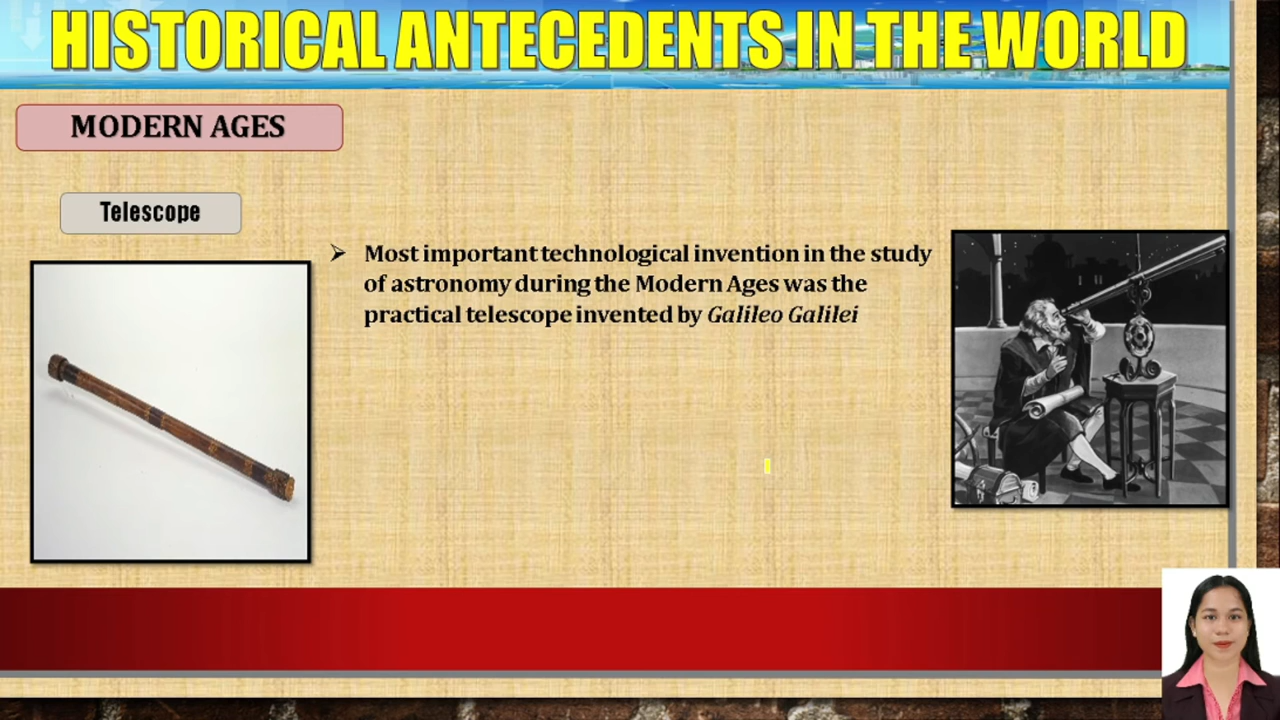 HISTORICAL ANTECEDENTS IN THE WORLD
MODERN AGES
Telescope
Most important technological invention in the study
of astronomy during the Modern Ages was the
practical telescope invented by Galileo Galilei